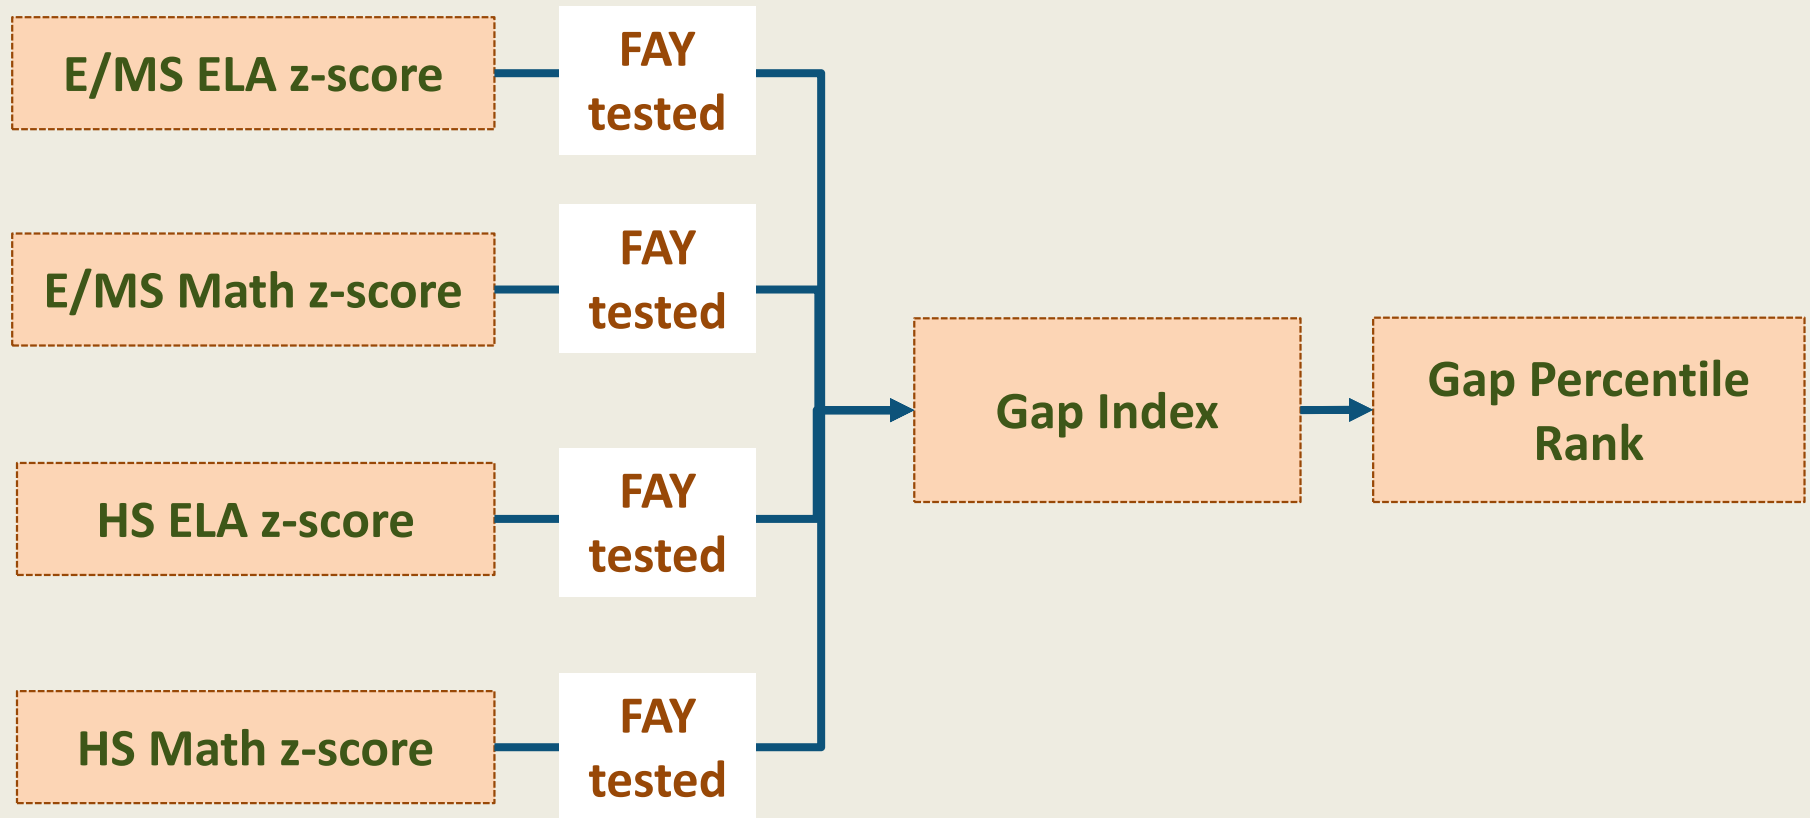 E/MS ELA z-score
FAY
tested
E/MS Math z-score
FAY
tested
HS ELA z-score
FAY
tested
HS Math z-score
FAY
tested
Gap Index
Gap Percentile
Rank